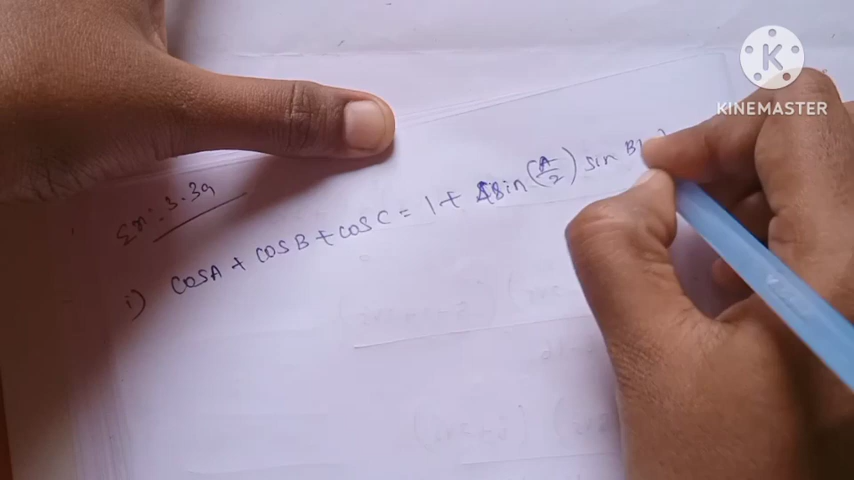 Ex: 3.39
i) cosA + cosB + cosC = 1 + 4sin(A/2) sin B/2
KINEMASTER